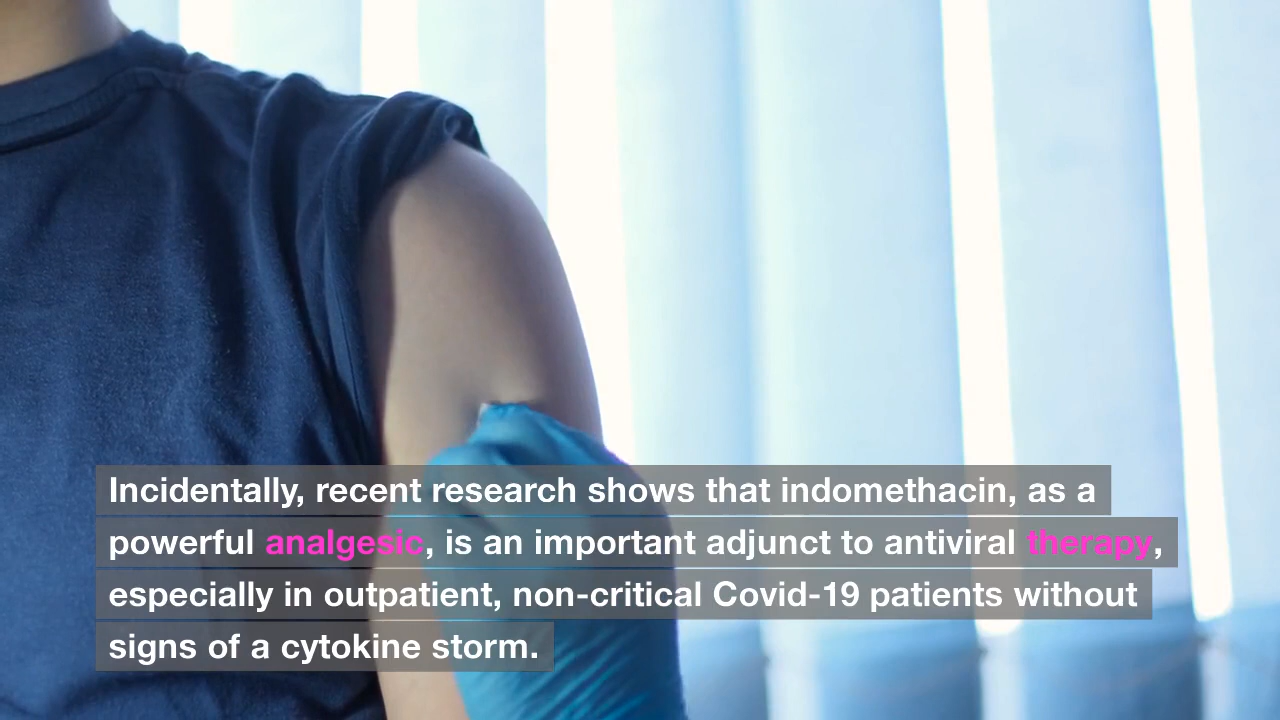 Incidentally, recent research shows that indomethacin, as a
powerful analgesic, is an important adjunct to antiviral therapy,
especially in outpatient, non-critical Covid-19 patients without
signs of a cytokine storm.